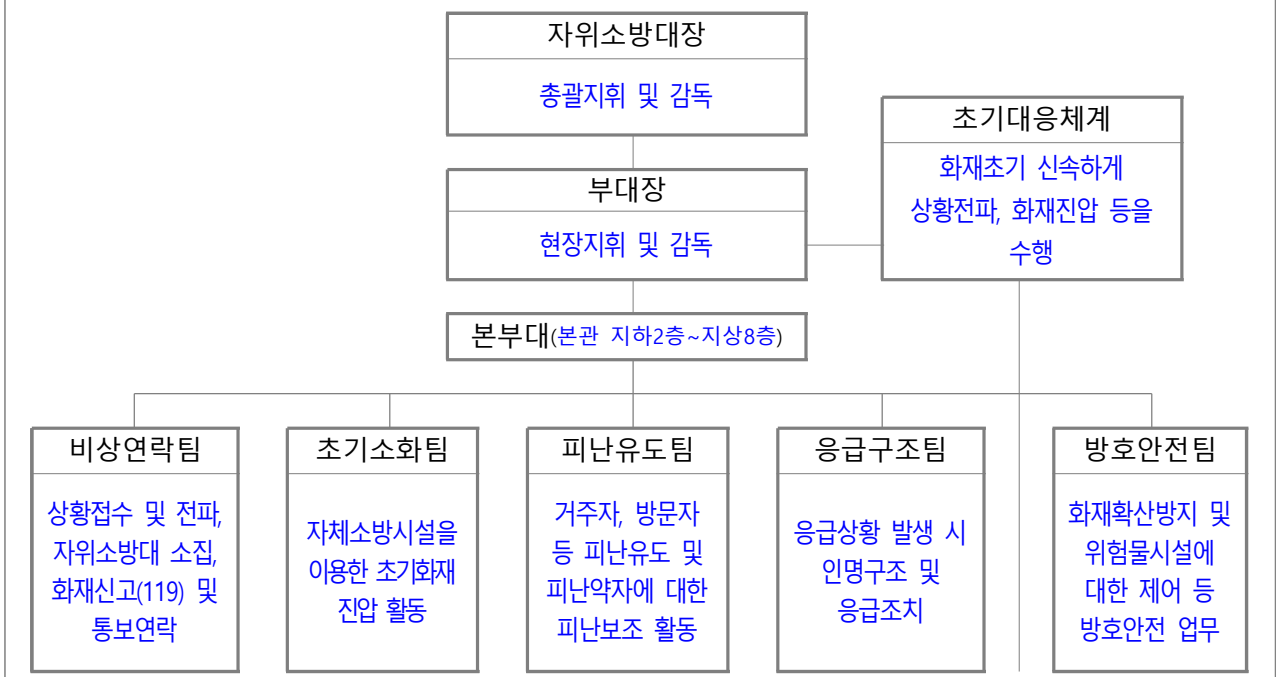 자위소방대장
총괄지휘 및 감독
초기대응체계
화재초기 신속하게
상황전파, 화재진압 등을
수행
부대장
현장지휘 및 감독
본부대(본관 지하2층~지상8층)
비상연락팀
상황접수 및 전파,
자위소방대 소집,
화재신고(119) 및
통보연락
초기소화팀
자체소방시설을
이용한 초기화재
진압 활동
피난유도팀
거주자, 방문자
등 피난유도 및
피난약자에 대한
피난보조 활동
응급구조팀
응급상황 발생 시
인명구조 및
응급조치
방호안전팀
화재확산방지 및
위험물시설에
대한 제어 등
방호안전 업무